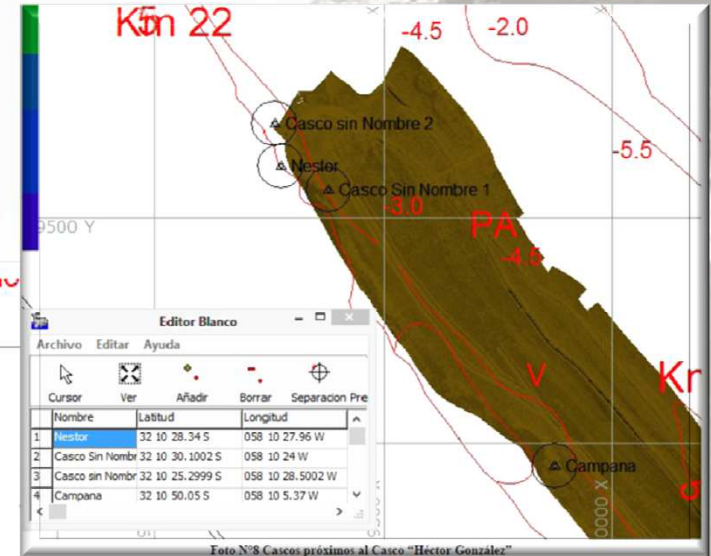 Km 22
-4.5
-2.0
Casco sin Nombre 2
-5.5
Nestor
Casco Sin Nombre 1
-3.0
PA
9500 Y
-4.5
Editor Blanco
Archivo Editar Ayuda
V
Cursor Ver Añadir Borrar Separacion Pre
Nombre Latitud Longitud
1 Nestor 32 10 28.34 S 058 10 27.96 W
2 Casco Sin Nombr 32 10 30.1002 S 058 10 24 W
3 Casco sin Nombr 32 10 25.2999 S 058 10 28.5002 W
4 Campana 32 10 50.05 S 058 10 5.37 W
Campana
0000 X
Foto N°8 Cascos próximos al Casco "Héctor González"